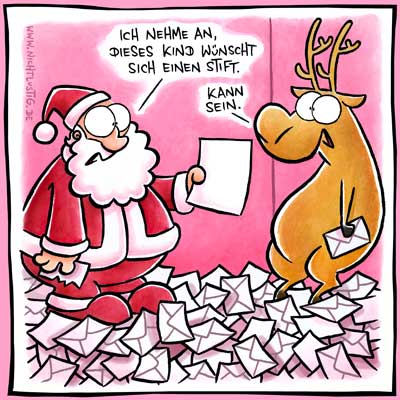 ICH NEHME AN,
DIESES KIND WÜNSCHT
SICH EINEN STIFT.
KANN
SEIN.
WWW.NICHTLUSTIG.DE